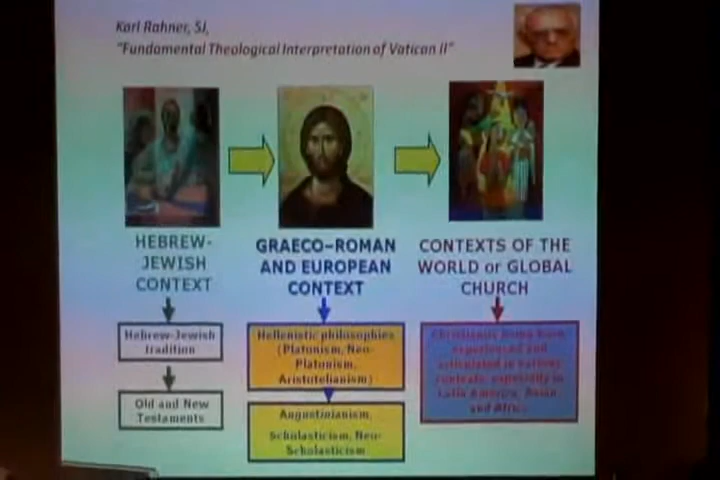 Karl Rahner, SJ,
"Fundamental Theological Interpretation of Vatican II"
HEBREW-
JEWISH
CONTEXT
GRAECO-ROMAN
AND EUROPEAN
CONTEXT
CONTEXTS OF THE
WORLD or GLOBAL
CHURCH
Hebrew-Jewish
tradition
Old and New
Testaments
Hellenistic philosophies
(Platonism, Neo-
Platonism,
Aristotelianism)
Augustinianism,
Scholasticism, Neo-
Scholasticism
Christianity being
experienced and
articulated in various
contexts, especially in
Latin America, Asian,
and Africa